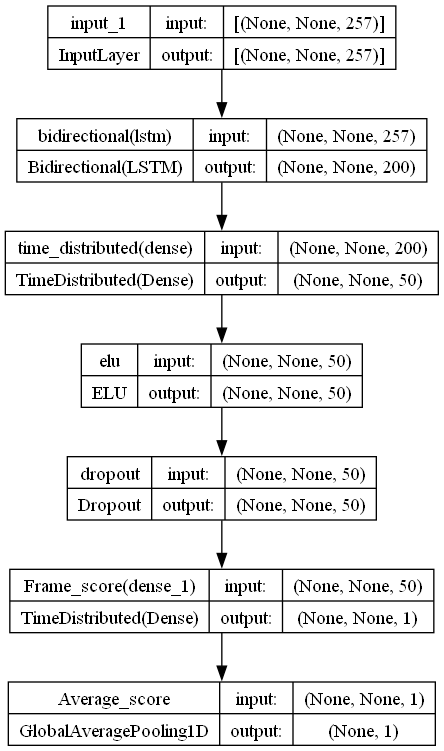 input_1 input: [(None, None, 257)]
InputLayer output: [(None, None, 257)]
bidirectional(lstm) input: (None, None, 257)
Bidirectional(LSTM) output: (None, None, 200)
time_distributed(dense) input: (None, None, 200)
TimeDistributed(Dense) output: (None, None, 50)
elu input: (None, None, 50)
ELU output: (None, None, 50)
dropout input: (None, None, 50)
Dropout output: (None, None, 50)
Frame_score(dense_1) input: (None, None, 50)
TimeDistributed(Dense) output: (None, None, 1)
Average_score input: (None, None, 1)
GlobalAveragePooling1D output: (None, 1)